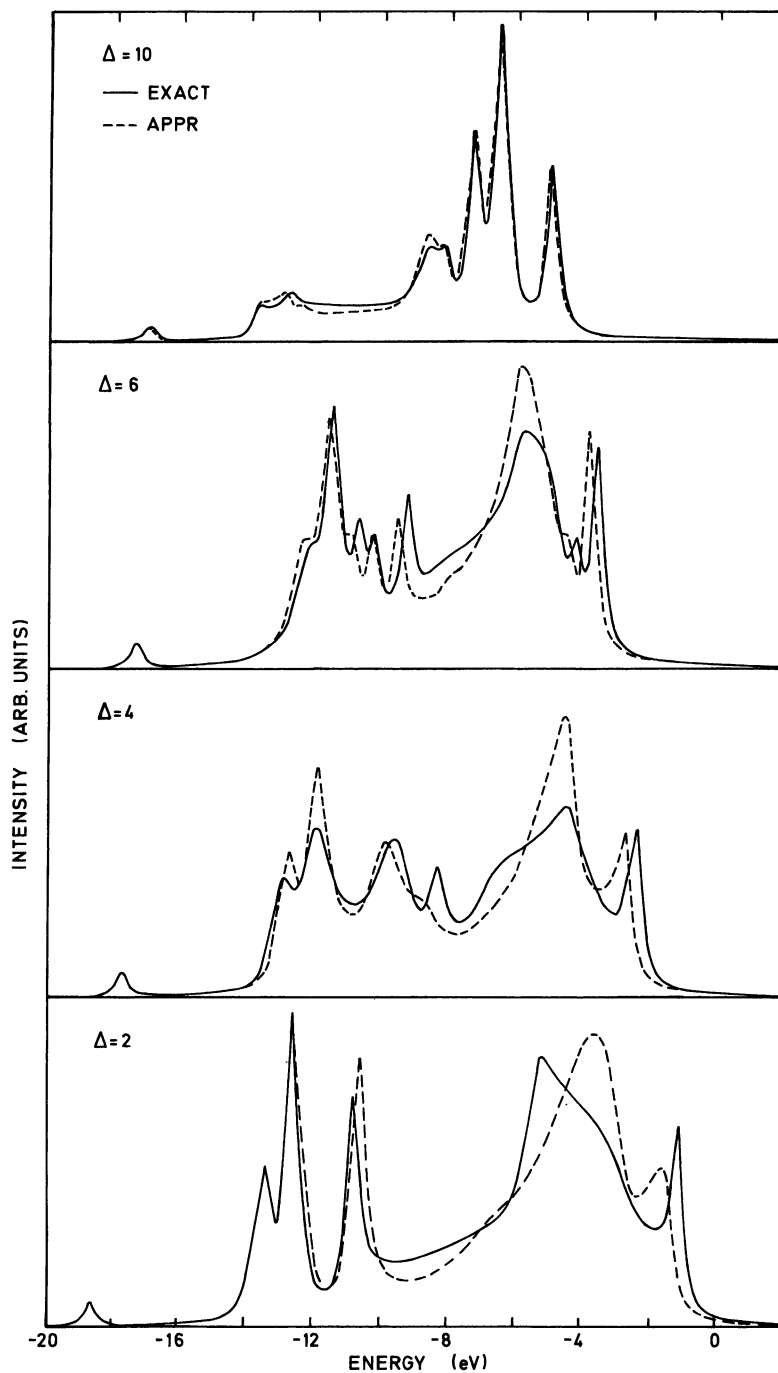 Δ = 10
EXACT
APPR
Δ = 6
Δ = 4
Δ = 2
INTENSITY (ARB. UNITS)
-20 -16 -12 -8 -4 0
ENERGY (eV)